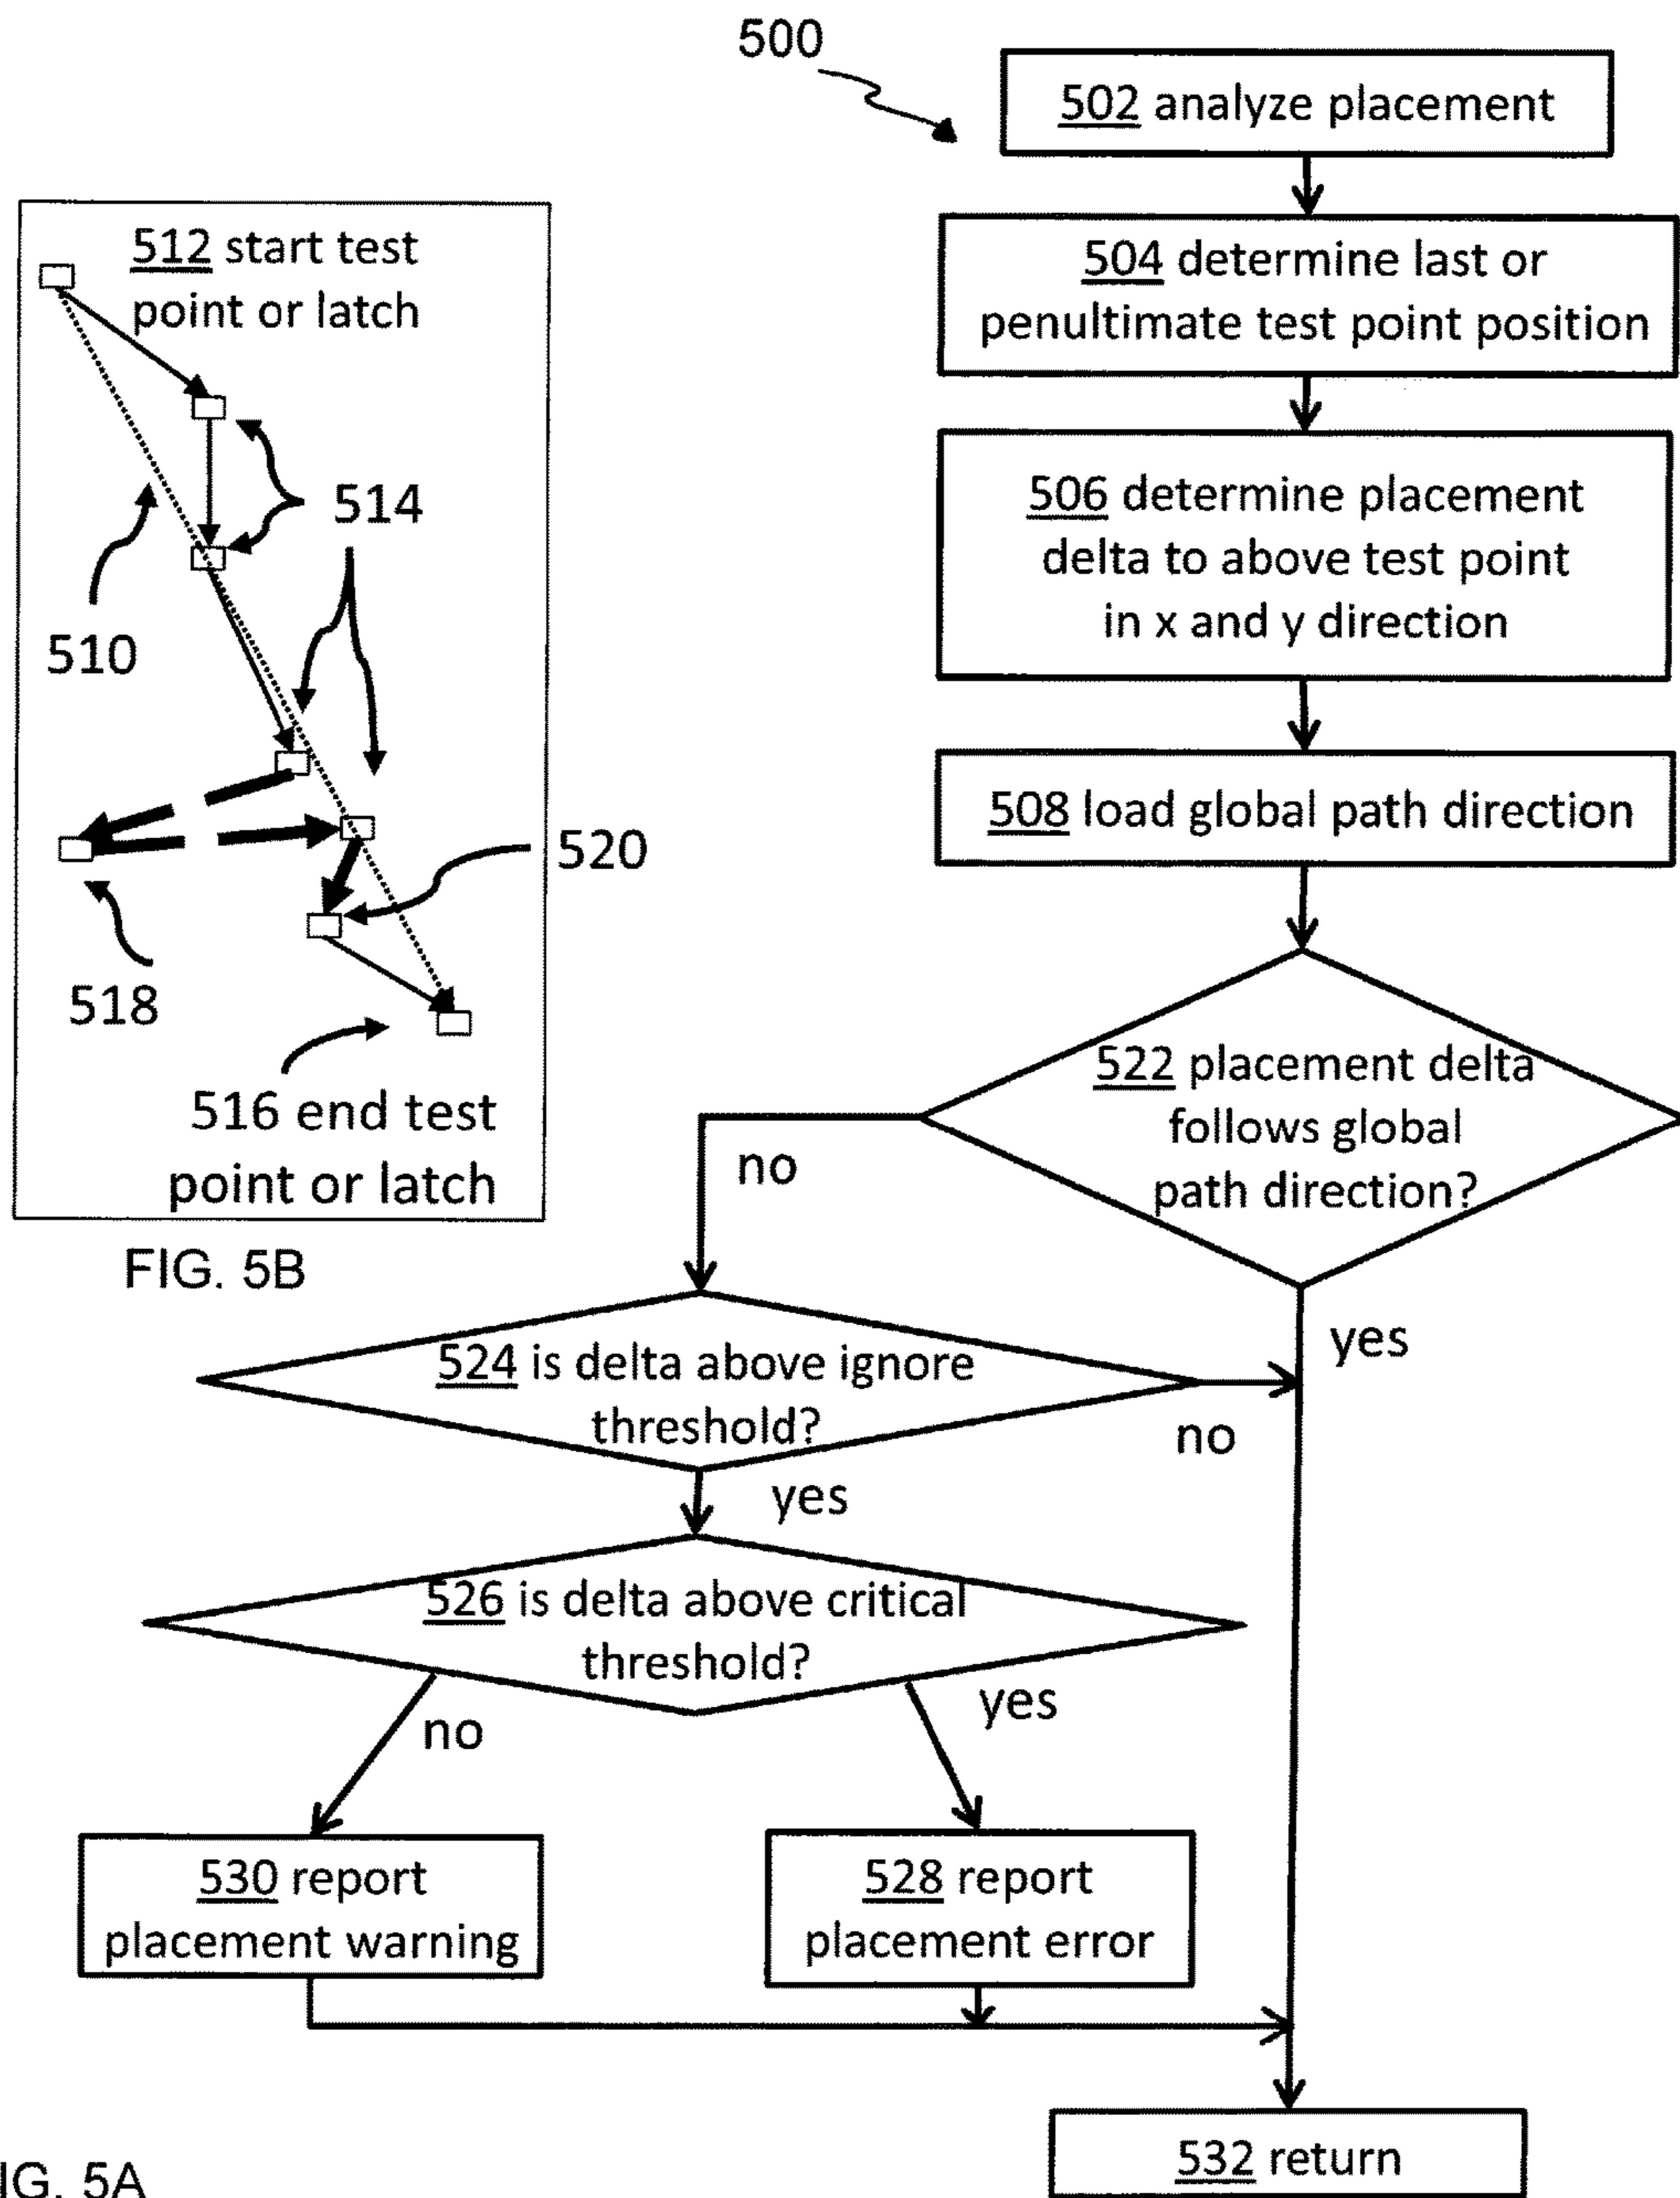 500
502 analyze placement
504 determine last or
penultimate test point position
506 determine placement
delta to above test point
in x and y direction
508 load global path direction
522 placement delta
follows global
path direction?
no
yes
524 is delta above ignore
threshold?
no
yes
526 is delta above critical
threshold?
no
yes
530 report
placement warning
528 report
placement error
532 return
IG. 5A
512 start test
point or latch
514
510
520
518
516 end test
point or latch
FIG. 5B